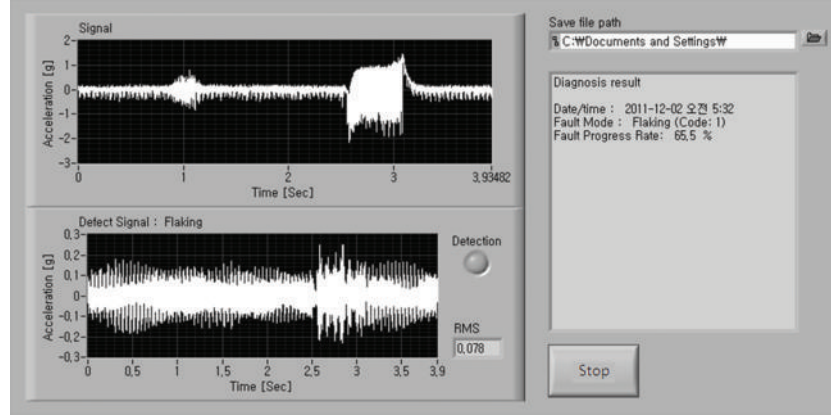 Signal
2
1
0
-1
-2
-3
Acceleration [g]
0 1 2 3 3,93482
Time [Sec]
Defect Signal : Flaking
0,3
0,2
0,1
0
-0,1
-0,2
-0,3
Acceleration [g]
0 0,5 1 1,5 2 2,5 3 3,5 3,9
Time [Sec]
Detection
RMS
0,078
Save file path
C:₩Documents and Settings₩
Diagnosis result
Date/time : 2011-12-02 오전 5:32
Fault Mode : Flaking (Code: 1)
Fault Progress Rate: 65,5 %
Stop